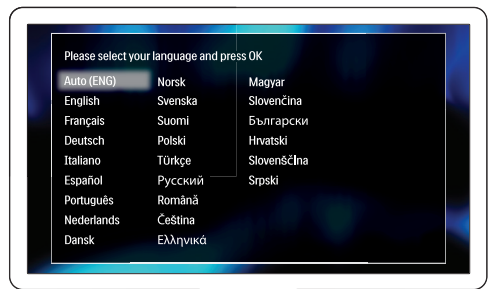 Please select your language and press OK
Auto (ENG)
English
Français
Deutsch
Italiano
Español
Português
Nederlands
Dansk
Norsk
Svenska
Suomi
Polski
Türkçe
Русский
Română
Čeština
Ελληνικά
Magyar
Slovenčina
Български
Hrvatski
SlovenščIna
Srpski